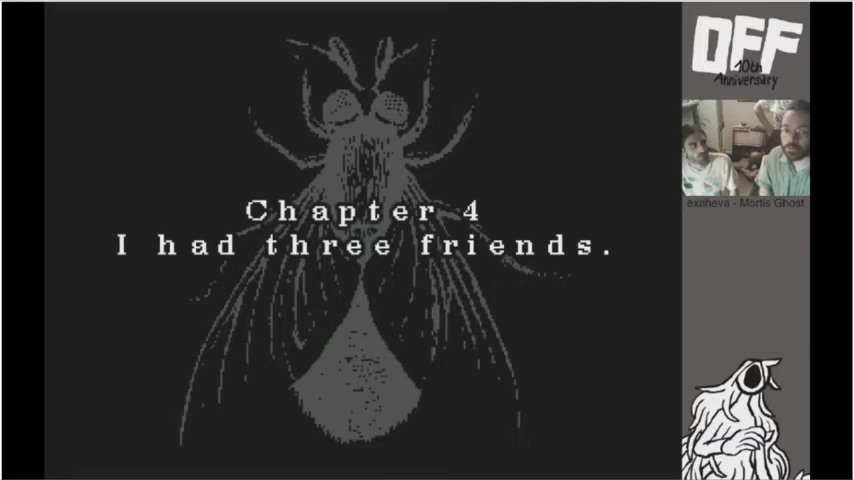 Chapter 4
I had three friends.
OFF
10th
Anniversary
exaheva - Mortis Ghost